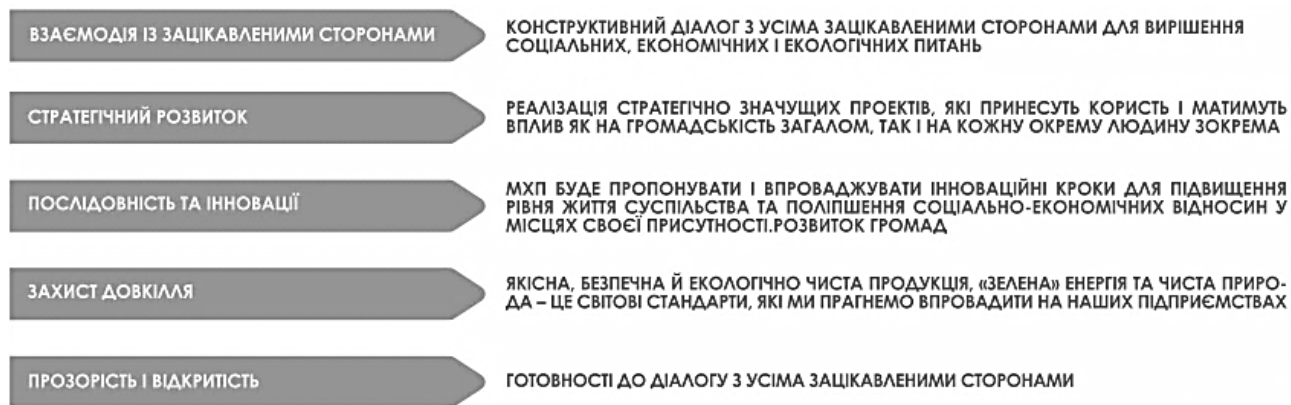 ВЗАЄМОДІЯ ІЗ ЗАЦІКАВЛЕНИМИ СТОРОНАМИ
КОНСТРУКТИВНИЙ ДІАЛОГ З УСІМА ЗАЦІКАВЛЕНИМИ СТОРОНАМИ ДЛЯ ВИРІШЕННЯ
СОЦІАЛЬНИХ, ЕКОНОМІЧНИХ І ЕКОЛОГІЧНИХ ПИТАНЬ
СТРАТЕГІЧНИЙ РОЗВИТОК
РЕАЛІЗАЦІЯ СТРАТЕГІЧНО ЗНАЧУЩИХ ПРОЕКТІВ, ЯКІ ПРИНЕСУТЬ КОРИСТЬ І МАТИМУТЬ
ВПЛИВ ЯК НА ГРОМАДСЬКІСТЬ ЗАГАЛОМ, ТАК І НА КОЖНУ ОКРЕМУ ЛЮДИНУ ЗОКРЕМА
ПОСЛІДОВНІСТЬ ТА ІННОВАЦІЇ
МХП БУДЕ ПРОПОНУВАТИ І ВПРОВАДЖУВАТИ ІННОВАЦІЙНІ КРОКИ ДЛЯ ПІДВИЩЕННЯ
РІВНЯ ЖИТТЯ СУСПІЛЬСТВА ТА ПОЛІПШЕННЯ СОЦІАЛЬНО-ЕКОНОМІЧНИХ ВІДНОСИН У
МІСЦЯХ СВОЄЇ ПРИСУТНОСТІ.РОЗВИТОК ГРОМАД
ЗАХИСТ ДОВКІЛЛЯ
ЯКІСНА, БЕЗПЕЧНА Й ЕКОЛОГІЧНО ЧИСТА ПРОДУКЦІЯ, «ЗЕЛЕНА» ЕНЕРГІЯ ТА ЧИСТА ПРИРО-
ДА – ЦЕ СВІТОВІ СТАНДАРТИ, ЯКІ МИ ПРАГНЕМО ВПРОВАДИТИ НА НАШИХ ПІДПРИЄМСТВАХ
ПРОЗОРІСТЬ І ВІДКРИТІСТЬ
ГОТОВНОСТІ ДО ДІАЛОГУ З УСІМА ЗАЦІКАВЛЕНИМИ СТОРОНАМИ